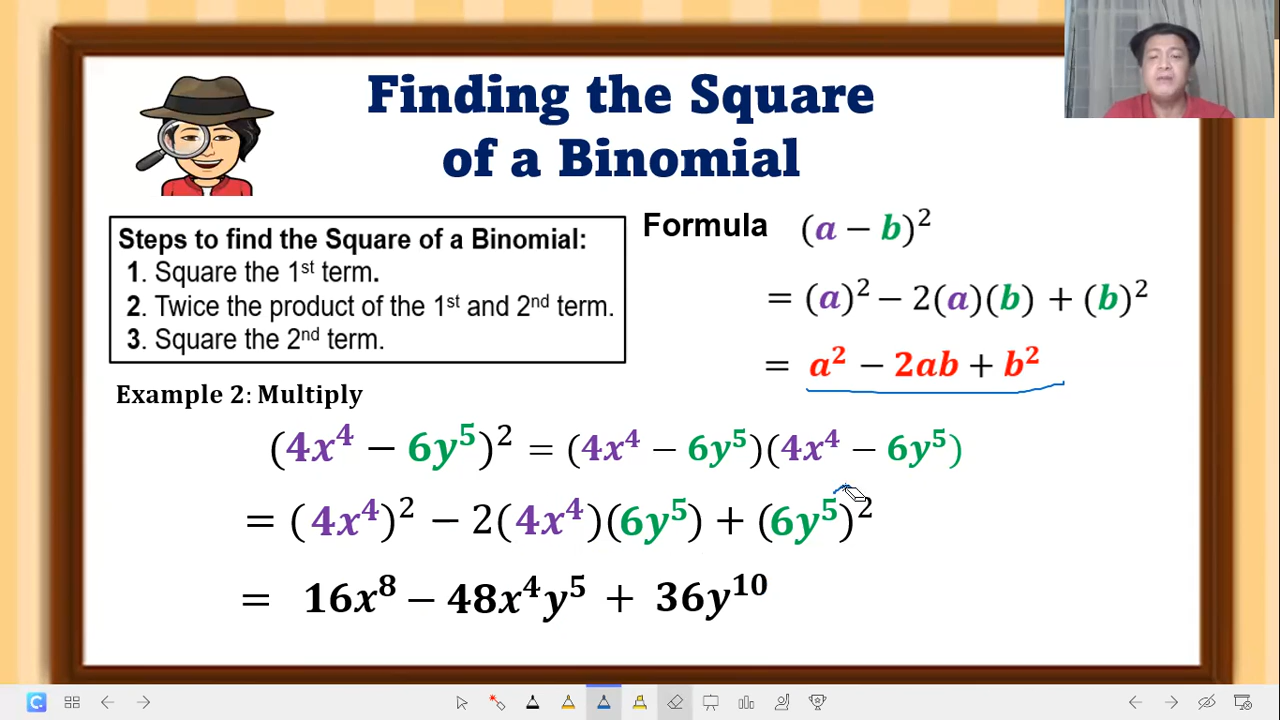 Finding the Square
of a Binomial
Steps to find the Square of a Binomial:
1. Square the 1st term.
2. Twice the product of the 1st and 2nd term.
3. Square the 2nd term.
Formula (a − b)²
= (a)² − 2(a)(b) + (b)²
= a² − 2ab + b²
Example 2: Multiply
(4x⁴ − 6y⁵)² = (4x⁴ − 6y⁵)(4x⁴ − 6y⁵)
= (4x⁴)² − 2(4x⁴)(6y⁵) + (6y⁵)²
= 16x⁸ − 48x⁴y⁵ + 36y¹⁰